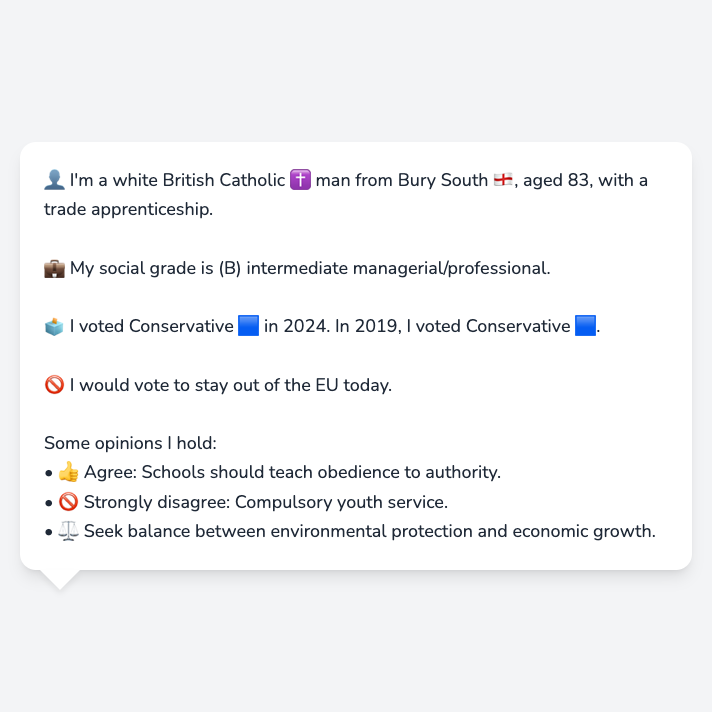 👤 I'm a white British Catholic ✝️ man from Bury South 🏴󠁧󠁢󠁥󠁮󠁧󠁿, aged 83, with a
trade apprenticeship.
💼 My social grade is (B) intermediate managerial/professional.
🗳️ I voted Conservative 🟦 in 2024. In 2019, I voted Conservative 🟦.
🚫 I would vote to stay out of the EU today.
Some opinions I hold:
• 👍 Agree: Schools should teach obedience to authority.
• 🚫 Strongly disagree: Compulsory youth service.
• ⚖️ Seek balance between environmental protection and economic growth.